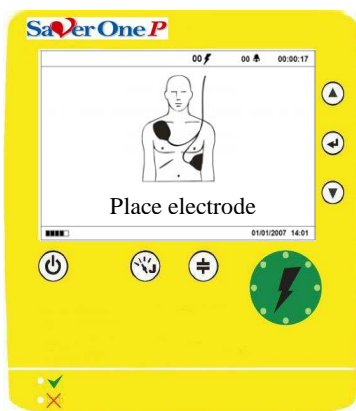 Saver One P
00 00 00:00:17
Place electrode
01/01/2007 14:01
J